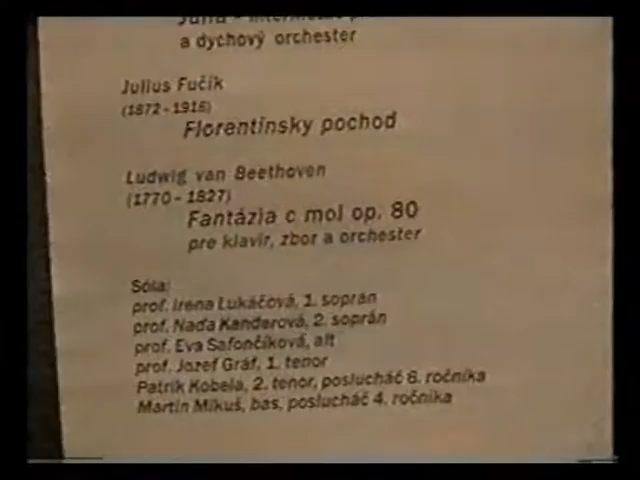 a dychový orchester
Julius Fučík
(1872-1916)
Florentínsky pochod
Ludwig van Beethoven
(1770-1827)
Fantázia c mol op. 80
pre klavír, zbor a orchester
Sóla:
prof. Irena Lukáčová, 1. soprán
prof. Naďa Kanderová, 2. soprán
prof. Eva Šafončíková, alt
prof. Jozef Gráf, 1. tenor
Patrik Kobela, 2. tenor, poslucháč 6. ročníka
Martin Mikuš, bas, poslucháč 4. ročníka